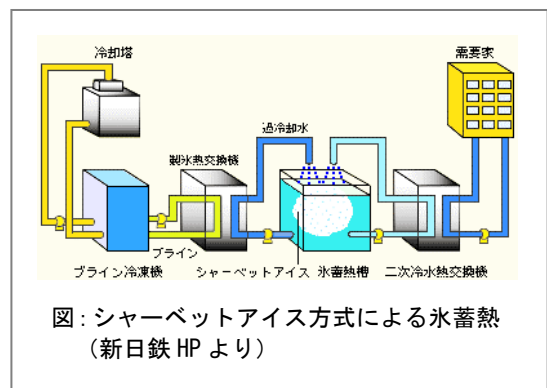 冷却塔
需要家
過冷却水
製氷熱交換機
ブライン
ブライン冷凍機
シャーベットアイス
氷蓄熱槽
二次冷水熱交換機
図:シャーベットアイス方式による氷蓄熱
(新日鉄 HP より)